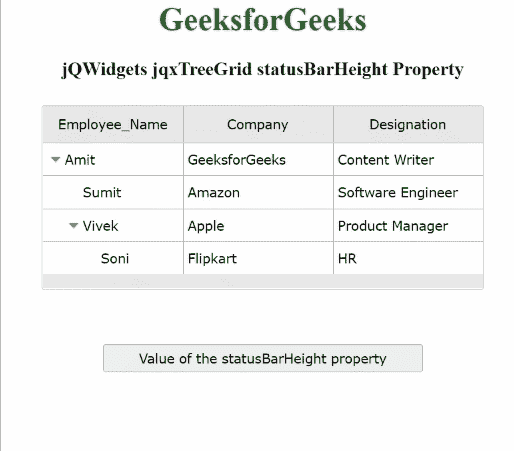 GeeksforGeeks
jQWidgets jqxTreeGrid statusBarHeight Property
Employee_Name Company Designation
Amit GeeksforGeeks Content Writer
Sumit Amazon Software Engineer
Vivek Apple Product Manager
Soni Flipkart HR
Value of the statusBarHeight property